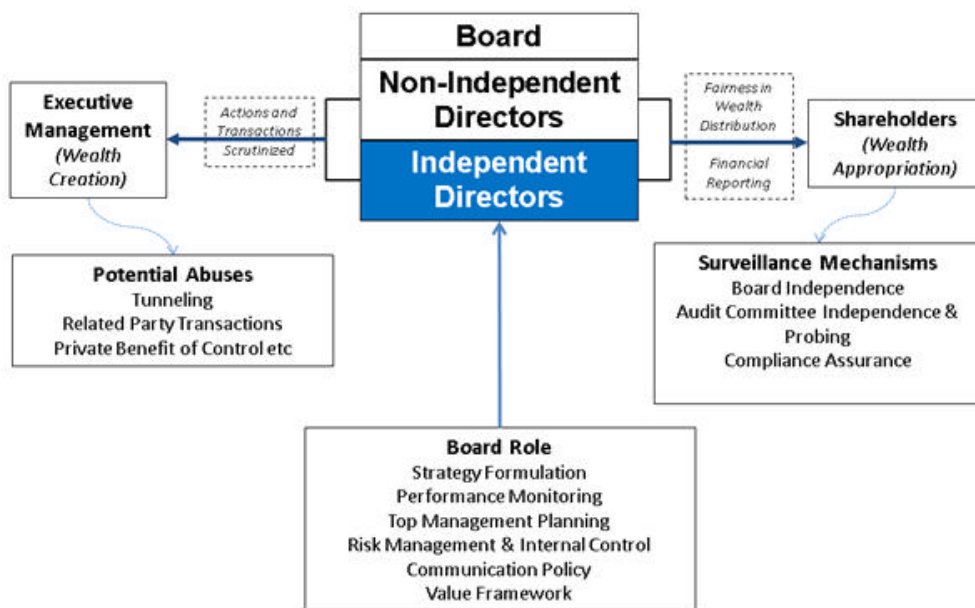 Board
Non-Independent
Directors
Independent
Directors
Executive
Management
(Wealth
Creation)
Actions and
Transactions
Scrutinized
Fairness in
Wealth
Distribution
Financial
Reporting
Shareholders
(Wealth
Appropriation)
Potential Abuses
Tunneling
Related Party Transactions
Private Benefit of Control etc
Surveillance Mechanisms
Board Independence
Audit Committee Independence &
Probing
Compliance Assurance
Board Role
Strategy Formulation
Performance Monitoring
Top Management Planning
Risk Management & Internal Control
Communication Policy
Value Framework